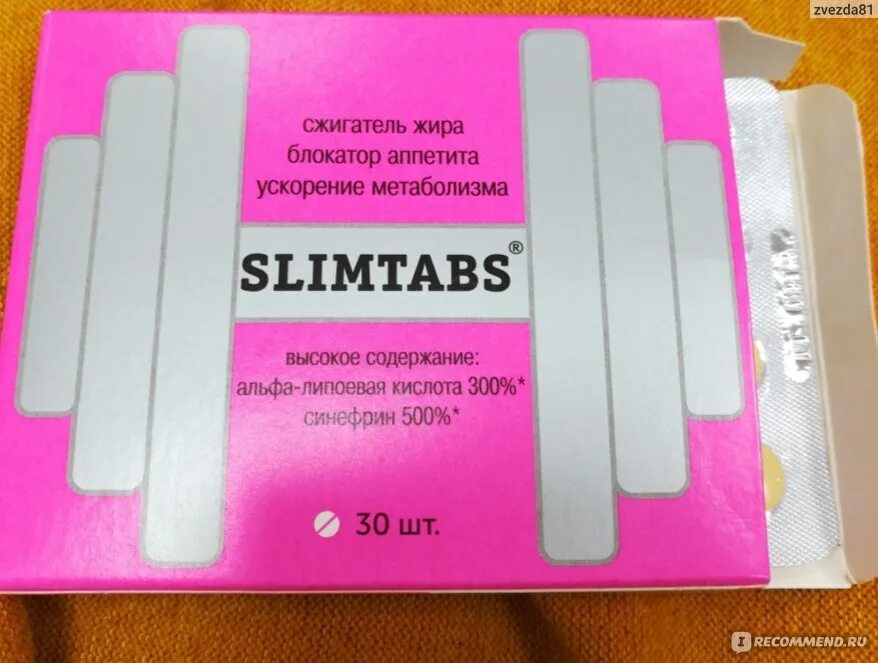 zvezda81
сжигатель жира
блокатор аппетита
ускорение метаболизма
SLIMTABS®
высокое содержание:
альфа-липоевая кислота 300%*
синефрин 500%*
30 шт.
I RECOMMEND.RU